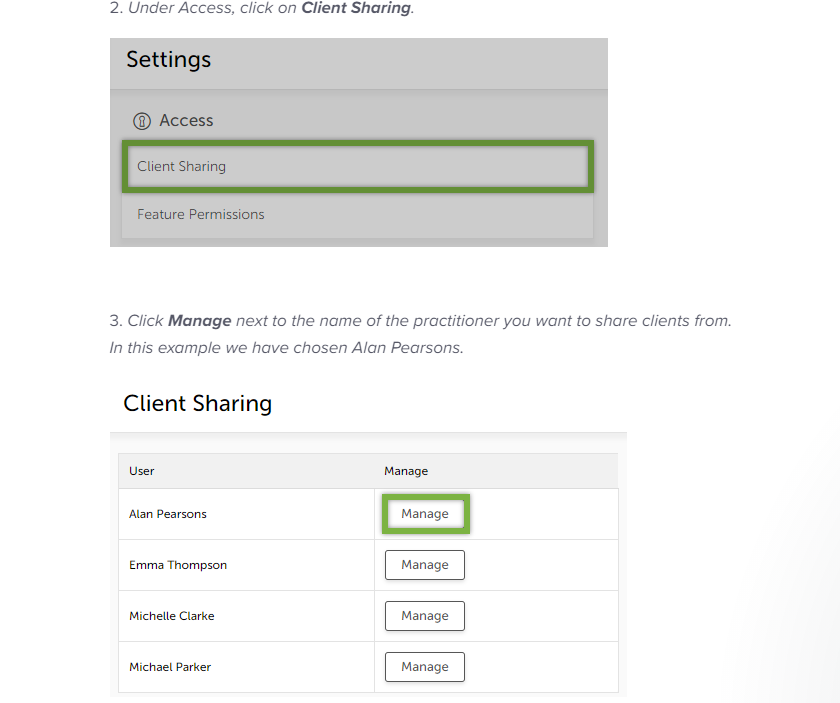 2. Under Access, click on Client Sharing.
Settings
Access
Client Sharing
Feature Permissions
3. Click Manage next to the name of the practitioner you want to share clients from.
In this example we have chosen Alan Pearsons.
Client Sharing
User Manage
Alan Pearsons Manage
Emma Thompson Manage
Michelle Clarke Manage
Michael Parker Manage